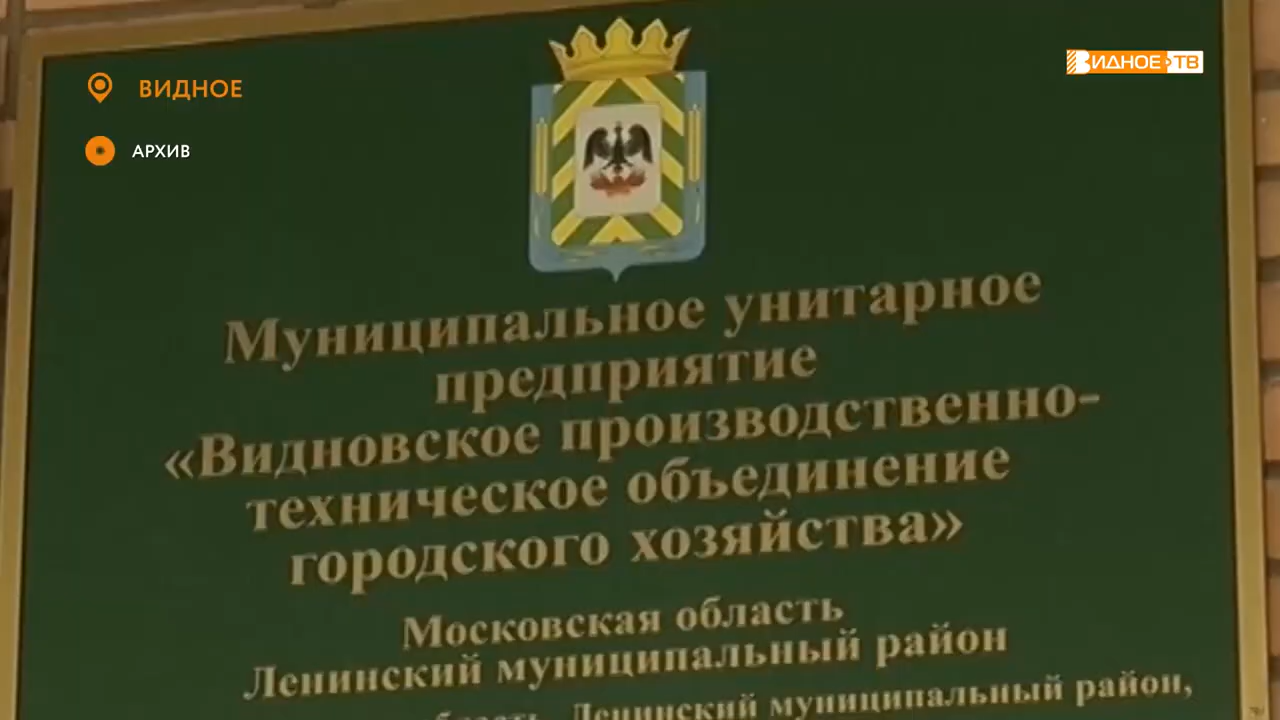 ВИДНОЕ
ВИДНОЕ ТВ
АРХИВ
Муниципальное унитарное
предприятие
«Видновское производственно-
техническое объединение
городского хозяйства»
Московская область
Ленинский муниципальный район
Ленинский муниципальный район,